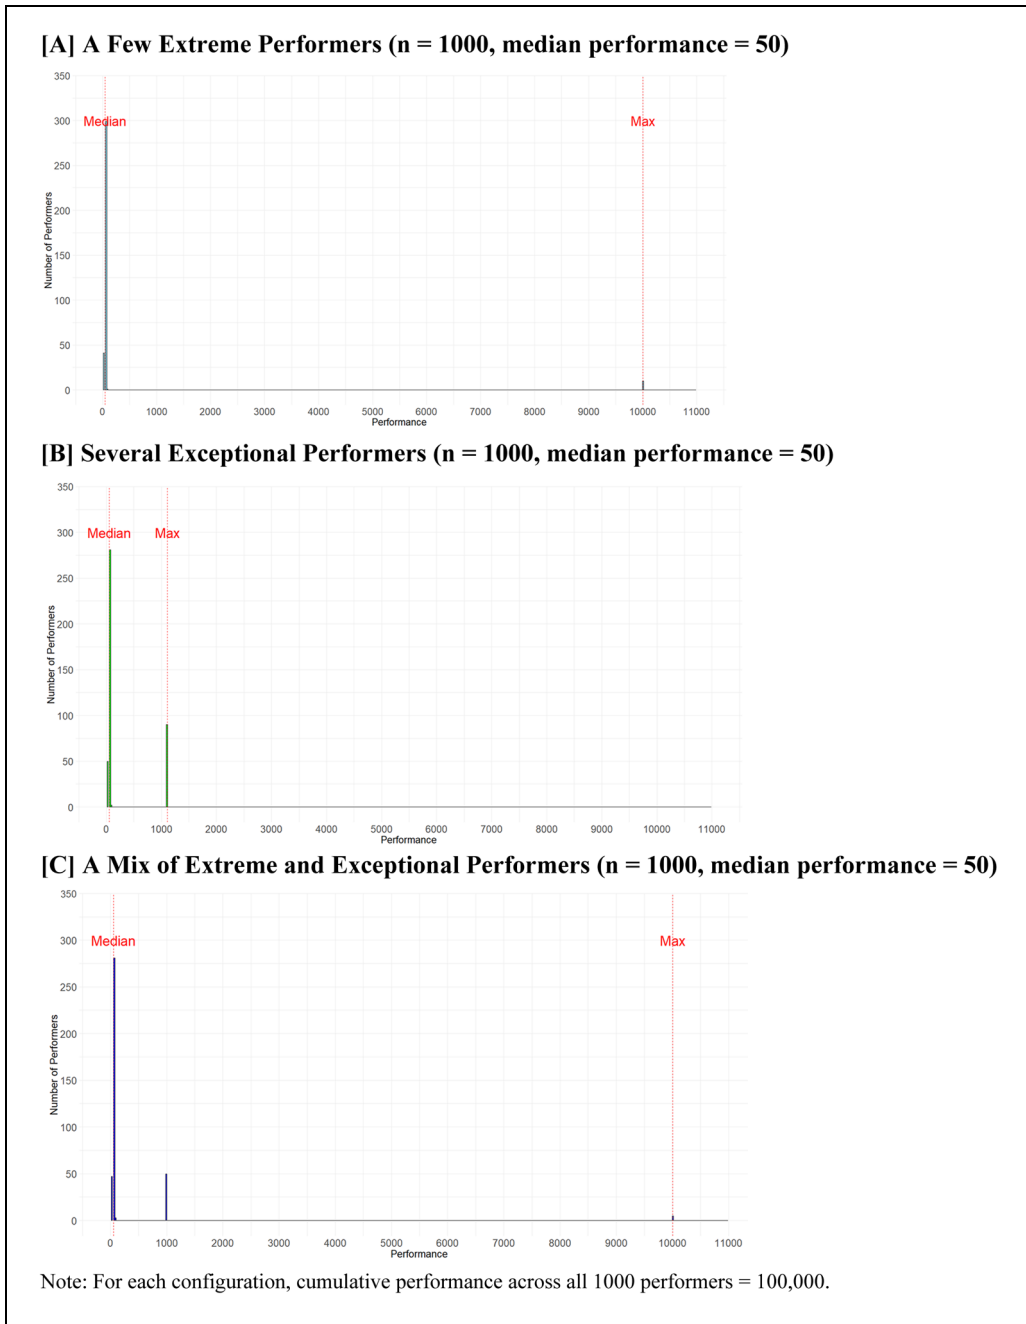 [A] A Few Extreme Performers (n = 1000, median performance = 50)
350
300
250
200
150
100
50
0
Number of Performers
Median
Max
0 1000 2000 3000 4000 5000 6000 7000 8000 9000 10000 11000
Performance
[B] Several Exceptional Performers (n = 1000, median performance = 50)
350
300
250
200
150
100
50
0
Number of Performers
Median
Max
0 1000 2000 3000 4000 5000 6000 7000 8000 9000 10000 11000
Performance
[C] A Mix of Extreme and Exceptional Performers (n = 1000, median performance = 50)
350
300
250
200
150
100
50
0
Number of Performers
Median
Max
0 1000 2000 3000 4000 5000 6000 7000 8000 9000 10000 11000
Performance
Note: For each configuration, cumulative performance across all 1000 performers = 100,000.